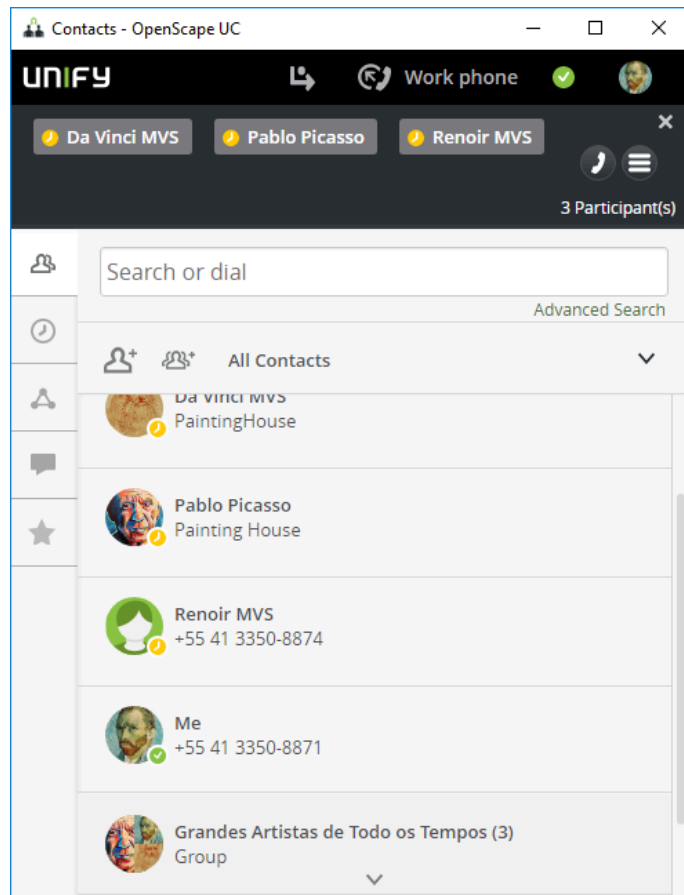 Contacts - OpenScape UC
UNIFY
Work phone
Da Vinci MVS
Pablo Picasso
Renoir MVS
3 Participant(s)
Search or dial
Advanced Search
All Contacts
Da Vinci MVS
PaintingHouse
Pablo Picasso
Painting House
Renoir MVS
+55 41 3350-8874
Me
+55 41 3350-8871
Grandes Artistas de Todo os Tempos (3)
Group